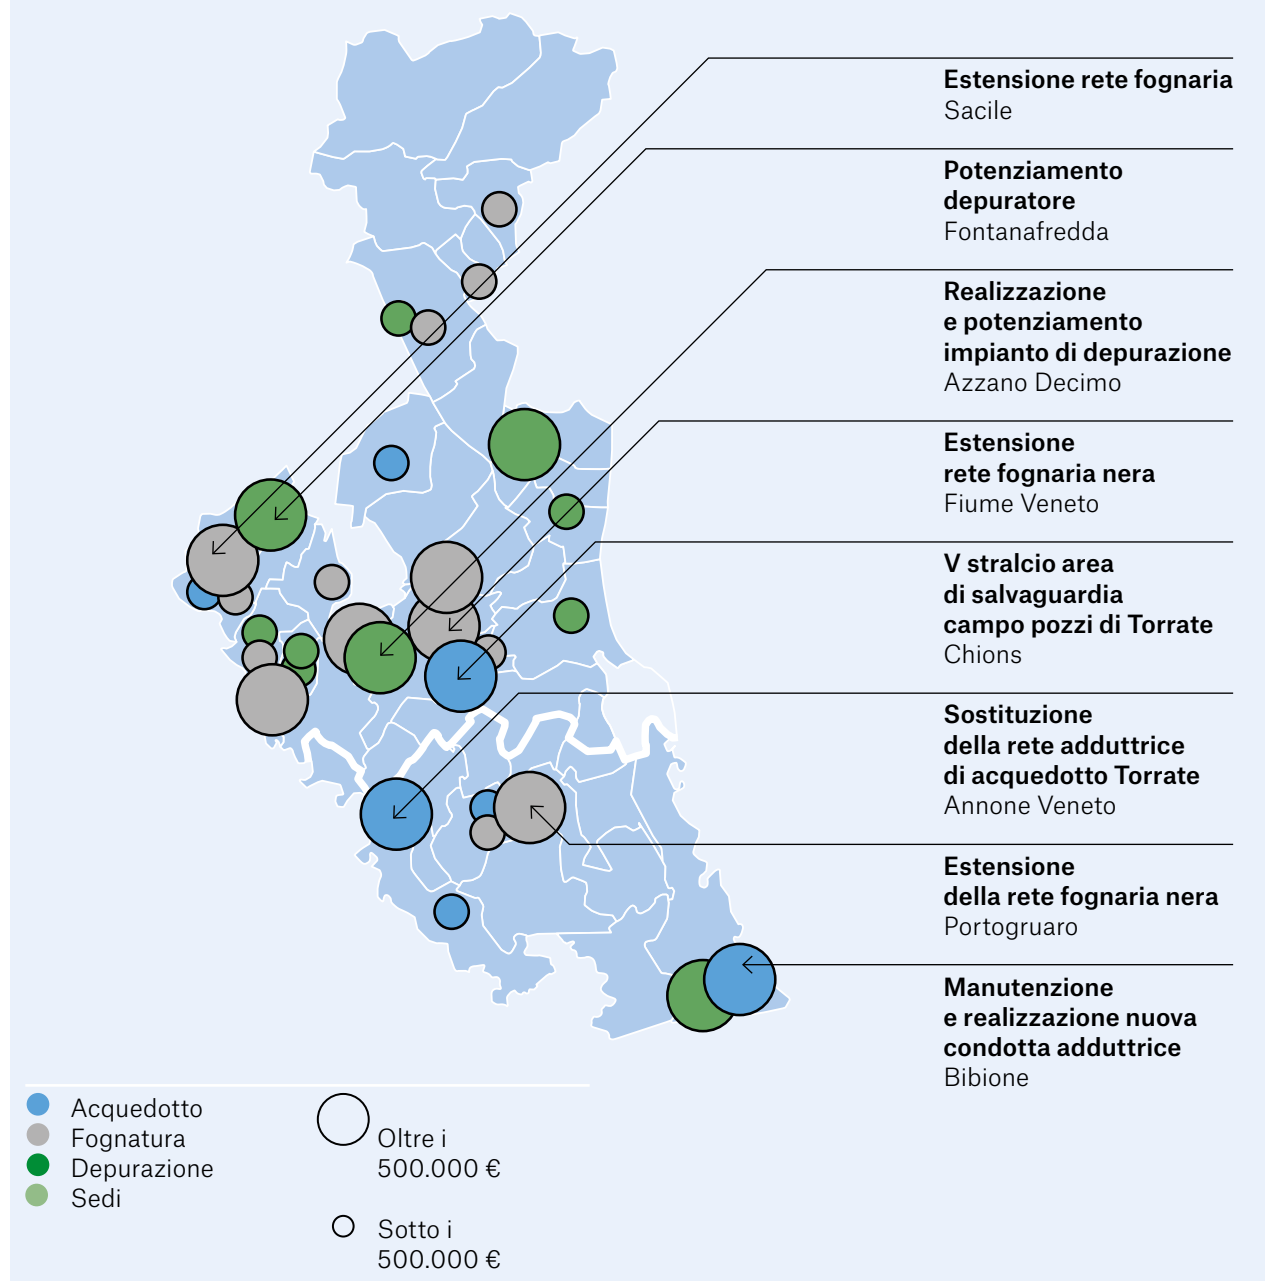 Estensione rete fognaria
Sacile
Potenziamento
depuratore
Fontanafredda
Realizzazione
e potenziamento
impianto di depurazione
Azzano Decimo
Estensione
rete fognaria nera
Fiume Veneto
V stralcio area
di salvaguardia
campo pozzi di Torrate
Chions
Sostituzione
della rete adduttrice
di acquedotto Torrate
Annone Veneto
Estensione
della rete fognaria nera
Portogruaro
Manutenzione
e realizzazione nuova
condotta adduttrice
Bibione
Acquedotto
Fognatura
Depurazione
Sedi
Oltre i
500.000 €
Sotto i
500.000 €